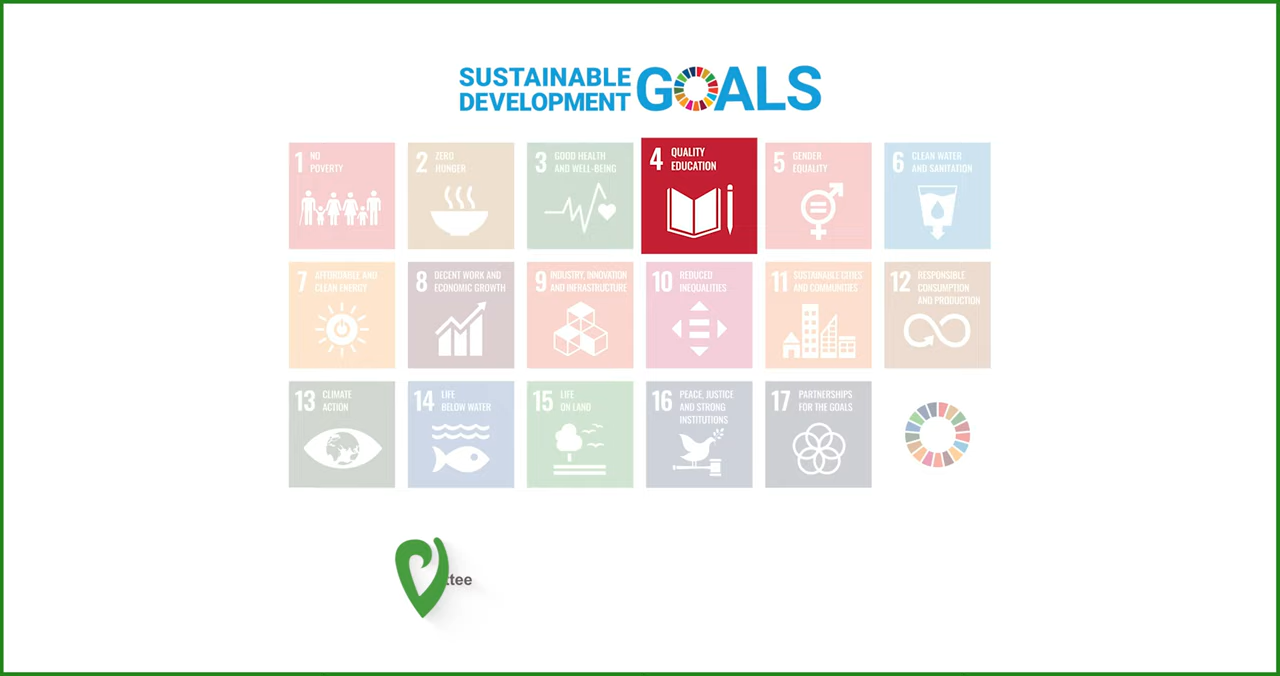 SUSTAINABLE
DEVELOPMENT
GOALS
1 NO
POVERTY
2 ZERO
HUNGER
3 GOOD HEALTH
AND WELL-BEING
4 QUALITY
EDUCATION
5 GENDER
EQUALITY
6 CLEAN WATER
AND SANITATION
7 AFFORDABLE AND
CLEAN ENERGY
8 DECENT WORK AND
ECONOMIC GROWTH
9 INDUSTRY, INNOVATION
AND INFRASTRUCTURE
10 REDUCED
INEQUALITIES
11 SUSTAINABLE CITIES
AND COMMUNITIES
12 RESPONSIBLE
CONSUMPTION
AND PRODUCTION
13 CLIMATE
ACTION
14 LIFE
BELOW WATER
15 LIFE
ON LAND
16 PEACE, JUSTICE
AND STRONG
INSTITUTIONS
17 PARTNERSHIPS
FOR THE GOALS